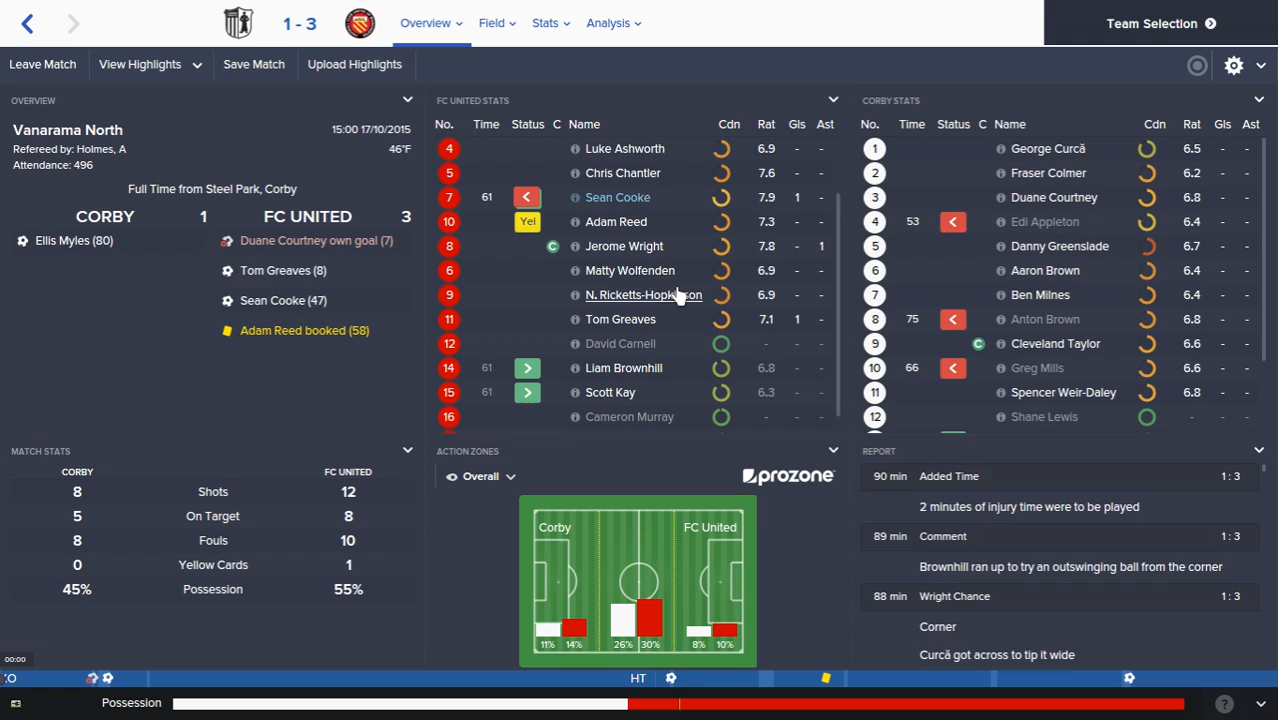 1 - 3 Overview Field Stats Analysis Team Selection
Leave Match View Highlights Save Match Upload Highlights
OVERVIEW
Vanarama North 15:00 17/10/2015
Refereed by: Holmes, A 46°F
Attendance: 496
Full Time from Steel Park, Corby
CORBY 1 FC UNITED 3
Ellis Myles (80) Duane Courtney own goal (7)
Tom Greaves (8)
Sean Cooke (47)
Adam Reed booked (58)
FC UNITED STATS
No. Time Status C Name Cdn Rat Gls Ast
4 Luke Ashworth 6.9 - -
5 Chris Chantler 7.6 - -
7 61 Sean Cooke 7.9 1 -
10 Yel Adam Reed 7.3 - -
8 C Jerome Wright 7.8 - 1
6 Matty Wolfenden 6.9 - -
9 6.9 - -
11 Tom Greaves 7.1 1 -
12 David Carnell - - -
14 61 Liam Brownhill 6.8 - -
15 61 Scott Kay 6.3 - -
16 Cameron Murray - - -
CORBY STATS
No. Time Status C Name Cdn Rat Gls Ast
1 George Curcă 6.5 - -
2 Fraser Colmer 6.2 - -
3 Duane Courtney 6.8 - -
4 53 Edi Appleton 6.4 - -
5 Danny Greenslade 6.7 - -
6 Aaron Brown 6.4 - -
7 Ben Milnes 6.4 - -
8 75 Anton Brown 6.8 - -
9 C Cleveland Taylor 6.6 - -
10 66 Greg Mills 6.6 - -
11 Spencer Weir-Daley 6.8 - -
12 Shane Lewis - - -
MATCH STATS
CORBY FC UNITED
8 Shots 12
5 On Target 8
8 Fouls 10
0 Yellow Cards 1
45% Possession 55%
ACTION ZONES
Overall prozone
Corby FC United
11% 14% 26% 30% 8% 10%
REPORT
90 min Added Time 1 : 3
2 minutes of injury time were to be played
89 min Comment 1 : 3
Brownhill ran up to try an outswinging ball from the corner
88 min Wright Chance 1 : 3
Corner
Curcă got across to tip it wide
00:00
HT
Possession